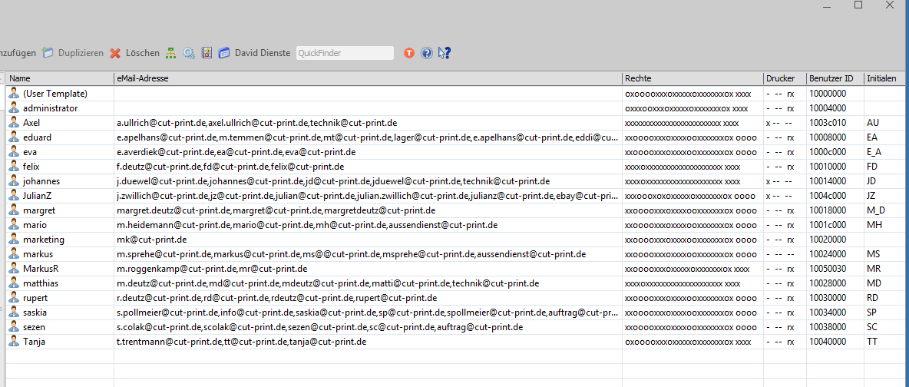 nzufügen Duplizieren Löschen David Dienste QuickFinder
Name eMail-Adresse Rechte Drucker Benutzer ID Initialen
(User Template) 10000000
administrator 10004000
Axel a.ullrich@cut-print.de,axel.ullrich@cut-print.de,technik@cut-print.de x -- -- 1003c010 AU
eduard e.apelhans@cut-print.de,m.temmen@cut-print.de,mt@cut-print.de,lager@cut-print.de,e.apelhans@cut-print.de,eddi@cu... - -- rx 10008000 EA
eva e.averdiek@cut-print.de,ea@cut-print.de,eva@cut-print.de - -- rx 1000c000 E_A
felix f.deutz@cut-print.de,fd@cut-print.de,felix@cut-print.de - -- rx 10010000 FD
johannes j.duewel@cut-print.de,johannes@cut-print.de,jd@cut-print.de,jduewel@cut-print.de,technik@cut-print.de x -- -- 10014000 JD
JulianZ j.zwillich@cut-print.de,jz@cut-print.de,julian@cut-print.de,julian.zwillich@cut-print.de,julianz@cut-print.de,ebay@cut-pri... x -- -- 1004c000 JZ
margret margret.deutz@cut-print.de,margret@cut-print.de,margretdeutz@cut-print.de - -- rx 10018000 M_D
mario m.heidemann@cut-print.de,mario@cut-print.de,mh@cut-print.de,aussendienst@cut-print.de - -- rx 1001c000 MH
marketing mk@cut-print.de - -- rx 10020000
markus m.sprehe@cut-print.de,markus@cut-print.de,ms@@cut-print.de,msprehe@cut-print.de,aussendienst@cut-print.de - -- -- 10024000 MS
MarkusR m.roggenkamp@cut-print.de,mr@cut-print.de - -- rx 10050030 MR
matthias m.deutz@cut-print.de,md@cut-print.de,mdeutz@cut-print.de,matti@cut-print.de,technik@cut-print.de - -- rx 10028000 MD
rupert r.deutz@cut-print.de,rd@cut-print.de,rdeutz@cut-print.de,rupert@cut-print.de - -- rx 10030000 RD
saskia s.pollmeier@cut-print.de,info@cut-print.de,saskia@cut-print.de,sp@cut-print.de,spollmeier@cut-print.de,auftrag@cut-pr... - -- rx 10034000 SP
sezen s.colak@cut-print.de,scolak@cut-print.de,sezen@cut-print.de,sc@cut-print.de,auftrag@cut-print.de - -- rx 10038000 SC
Tanja t.trentmann@cut-print.de,tt@cut-print.de,tanja@cut-print.de - -- rx 10040000 TT